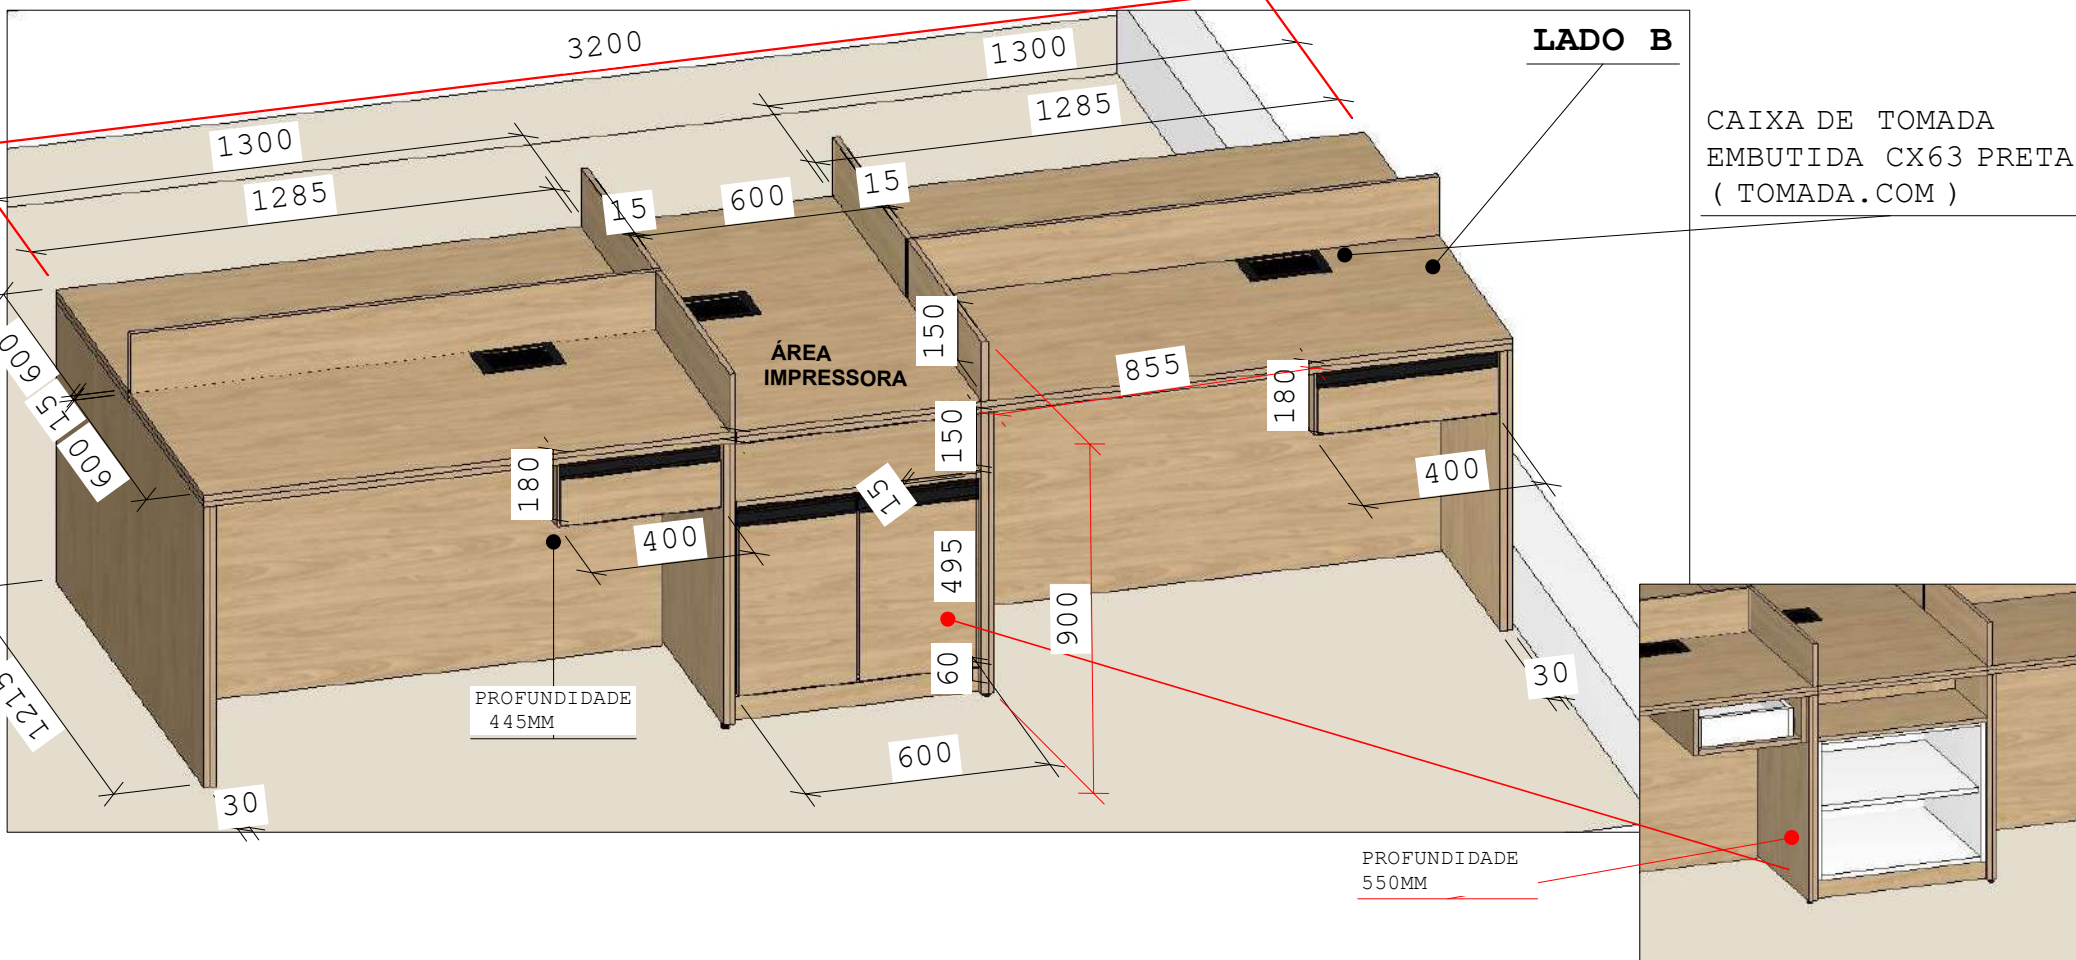 3200
1300
LADO B
1285
CAIXA DE TOMADA
EMBUTIDA CX63 PRETA
( TOMADA.COM )
1300
1285
15
600
15
150
ÁREA
IMPRESSORA
855
180
600
15
600
150
180
400
15
400
495
900
60
30
PROFUNDIDADE
445MM
1215
600
30
PROFUNDIDADE
550MM